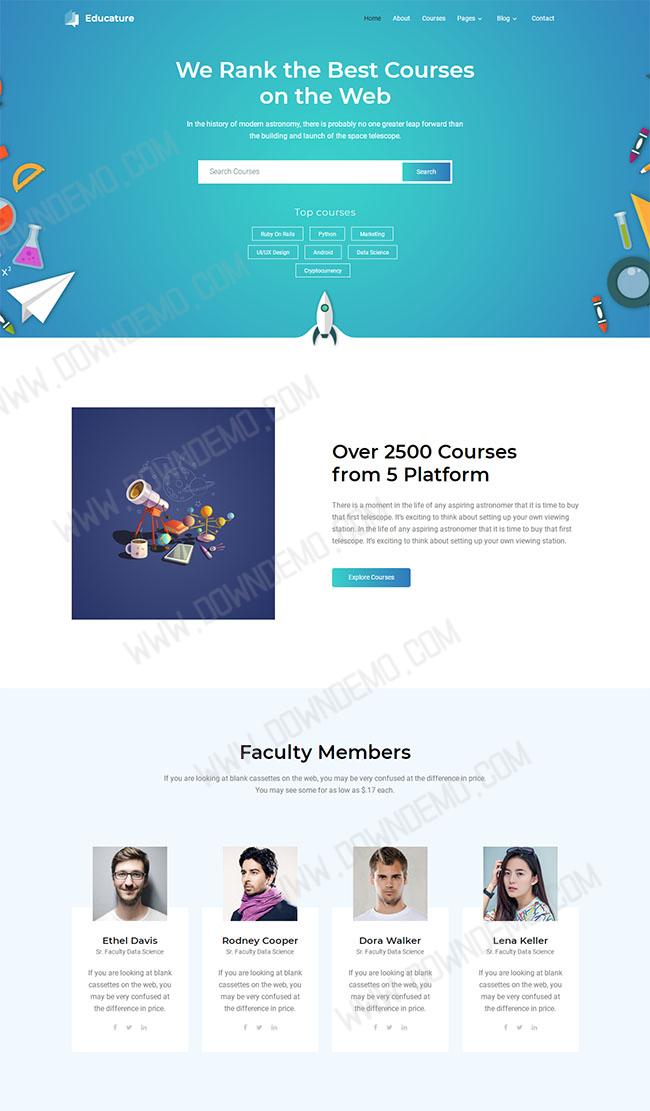 Educature
Home About Courses Pages Blog Contact
We Rank the Best Courses
on the Web
In the history of modern astronomy, there is probably no one greater leap forward than
the building and launch of the space telescope.
Search Courses Search
Top courses
Ruby On Rails Python Marketing
UI/UX Design Android Data Science
Cryptocurrency
x²
Over 2500 Courses
from 5 Platform
There is a moment in the life of any aspiring astronomer that it is time to buy
that first telescope. It's exciting to think about setting up your own viewing
station. In the life of any aspiring astronomer that it is time to buy that first
telescope. It's exciting to think about setting up your own viewing station.
Explore Courses
Faculty Members
If you are looking at blank cassettes on the web, you may be very confused at the difference in price.
You may see some for as low as $.17 each.
Ethel Davis
Sr. Faculty Data Science
If you are looking at blank
cassettes on the web, you
may be very confused at
the difference in price.
Rodney Cooper
Sr. Faculty Data Science
If you are looking at blank
cassettes on the web, you
may be very confused at
the difference in price.
Dora Walker
Sr. Faculty Data Science
If you are looking at blank
cassettes on the web, you
may be very confused at
the difference in price.
Lena Keller
Sr. Faculty Data Science
If you are looking at blank
cassettes on the web, you
may be very confused at
the difference in price.
WWW.DOWNDEMO.COM
WWW.DOWNDEMO.COM
WWW.DOWNDEMO.COM
WWW.DOWNDEMO.COM
WWW.DOWNDEMO.COM
WWW.DOWNDEMO.COM
WWW.DOWNDEMO.COM